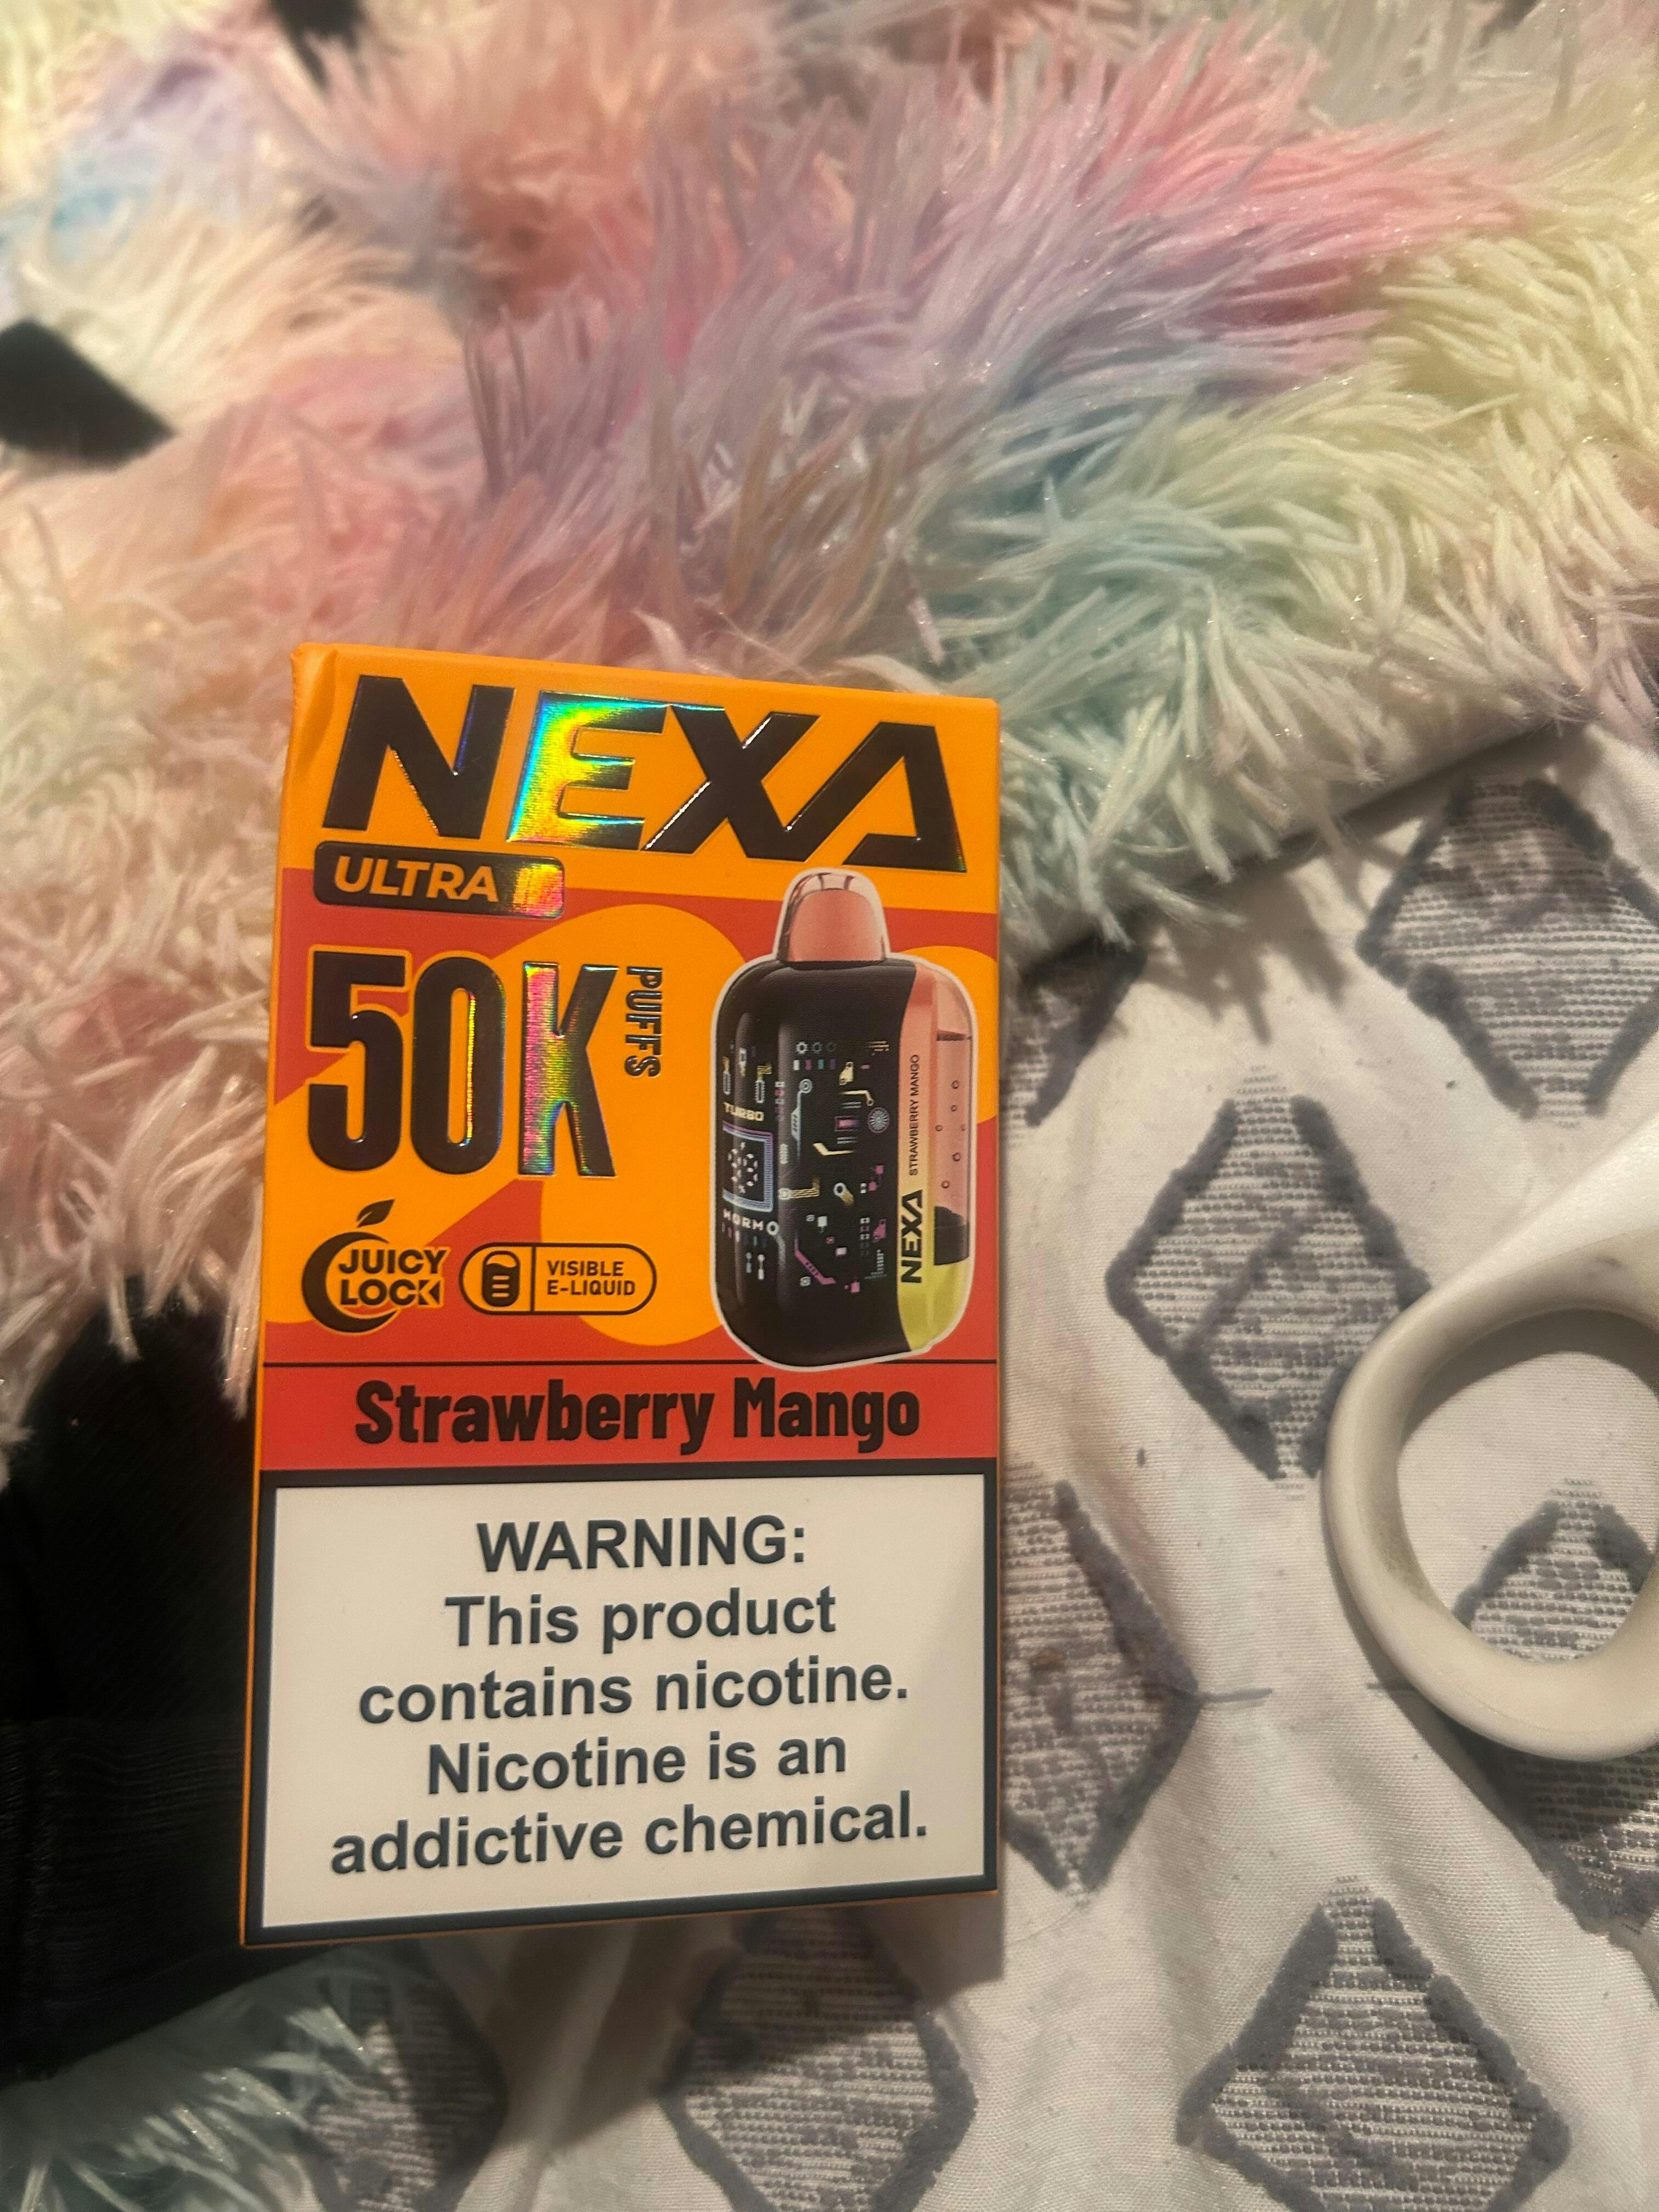 NEXA
ULTRA
50K
PUFFS
JUICY
LOCK
VISIBLE
E-LIQUID
TURBO
NORM
NEXA STRAWBERRY MANGO
Strawberry Mango
WARNING:
This product
contains nicotine.
Nicotine is an
addictive chemical.